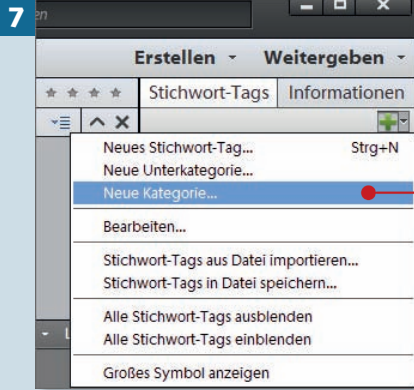 7
en
Erstellen Weitergeben
Stichwort-Tags Informationen
Neues Stichwort-Tag... Strg+N
Neue Unterkategorie...
Neue Kategorie...
Bearbeiten...
Stichwort-Tags aus Datei importieren...
Stichwort-Tags in Datei speichern...
Alle Stichwort-Tags ausblenden
Alle Stichwort-Tags einblenden
Großes Symbol anzeigen